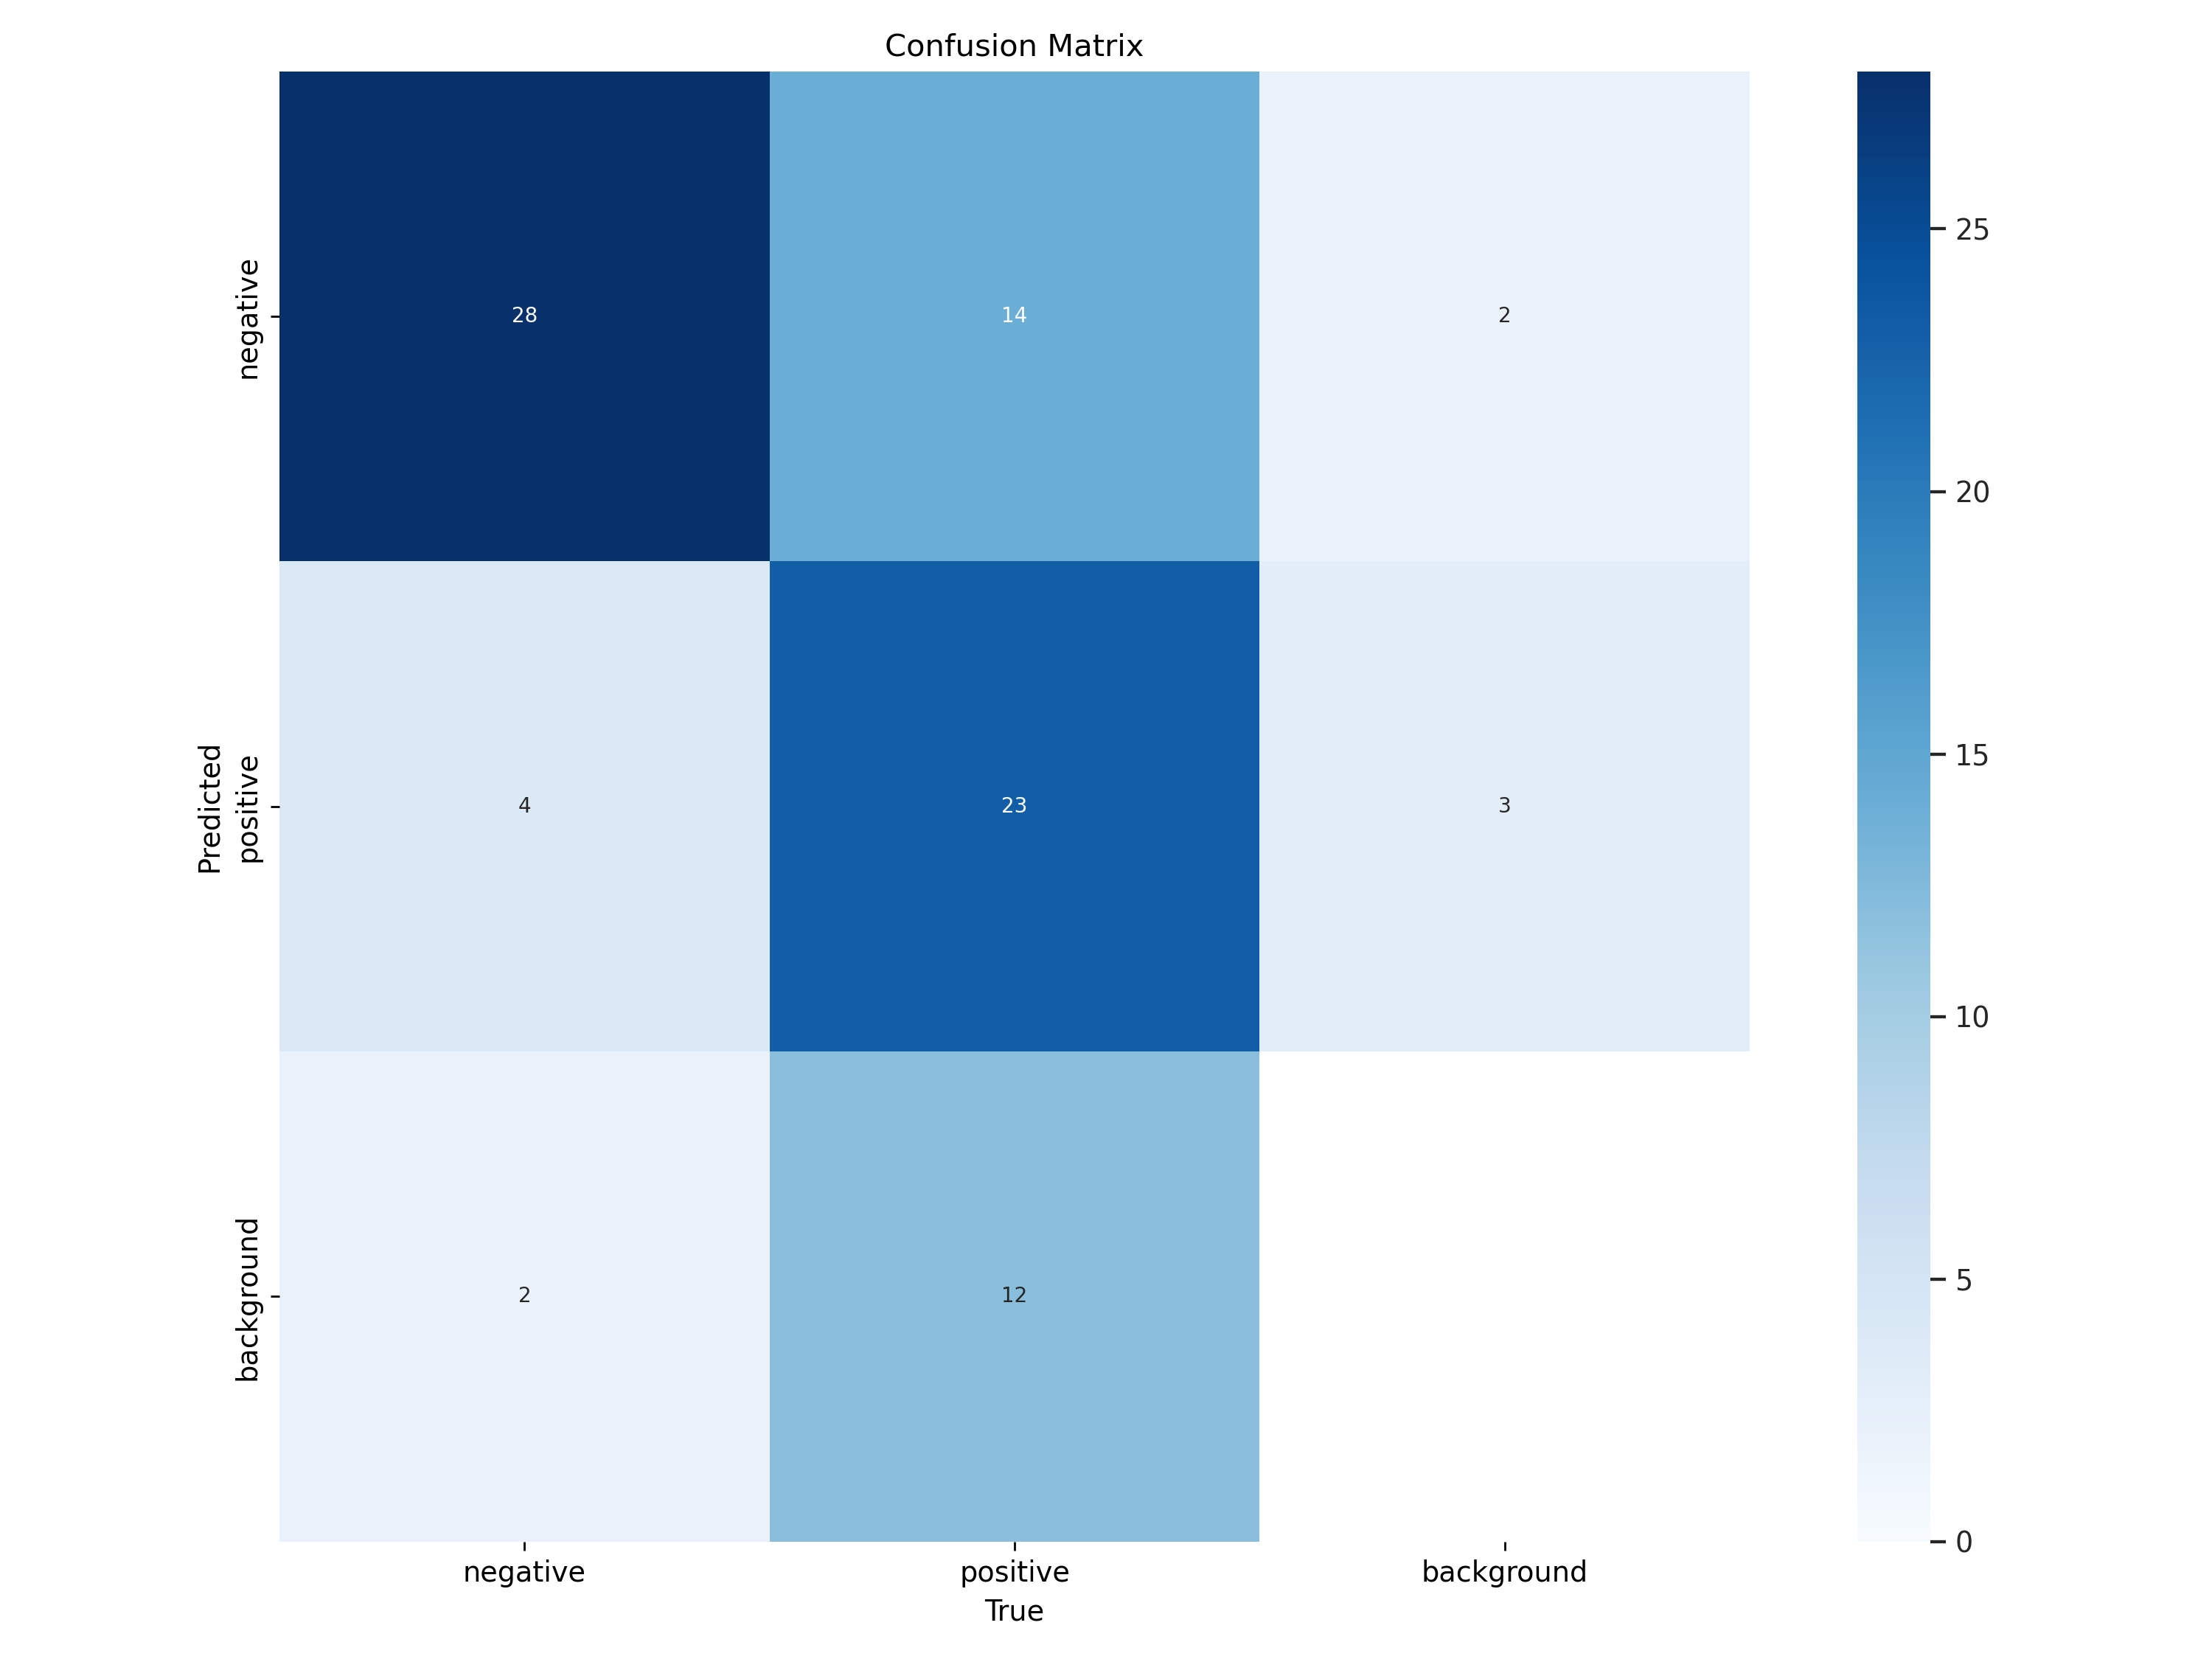 Confusion Matrix
negative
28
14
2
25
20
Predicted
positive
4
23
3
15
10
background
2
12
5
0
negative
positive
background
True